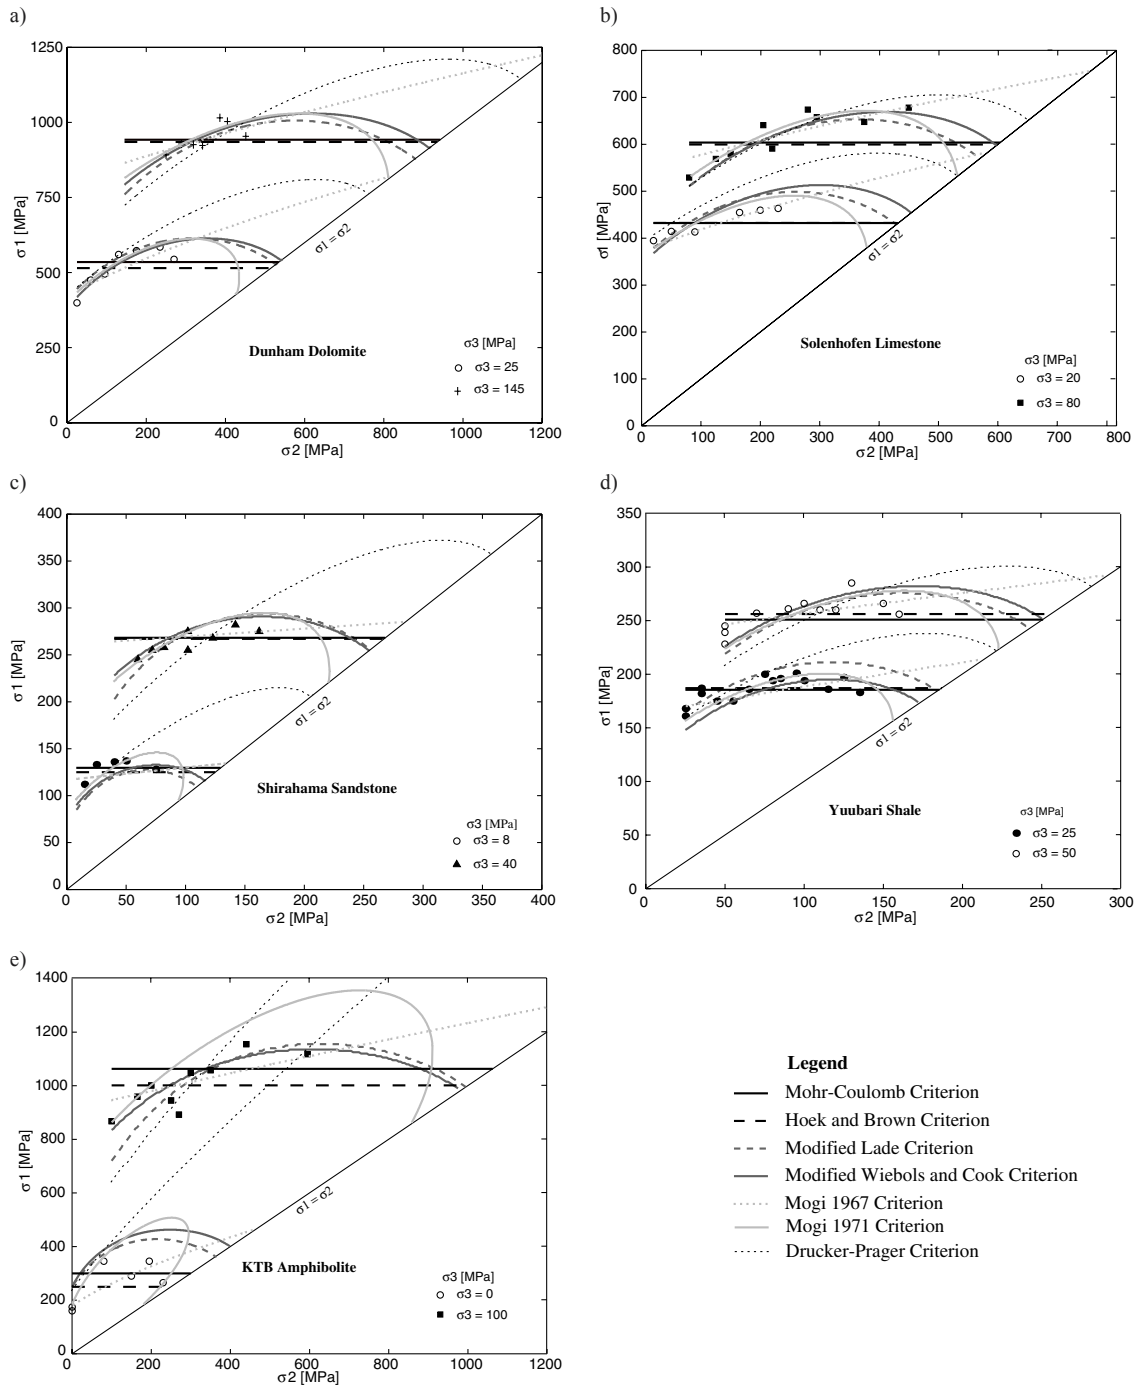 a)
1250
1000
750
500
250
0
σ1 [MPa]
0 200 400 600 800 1000 1200
σ2 [MPa]
σ1 = σ2
Dunham Dolomite
σ3 [MPa]
σ3 = 25
σ3 = 145
b)
800
700
600
500
400
300
200
100
0
σ1 [MPa]
0 100 200 300 400 500 600 700 800
σ2 [MPa]
σ1 = σ2
Solenhofen Limestone
σ3 [MPa]
σ3 = 20
σ3 = 80
c)
400
350
300
250
200
150
100
50
0
σ1 [MPa]
0 50 100 150 200 250 300 350 400
σ2 [MPa]
σ1 = σ2
Shirahama Sandstone
σ3 [MPa]
σ3 = 8
σ3 = 40
d)
350
300
250
200
150
100
50
0
σ1 [MPa]
0 50 100 150 200 250 300
σ2 [MPa]
σ1 = σ2
Yuubari Shale
σ3 [MPa]
σ3 = 25
σ3 = 50
e)
1400
1200
1000
800
600
400
200
0
σ1 [MPa]
0 200 400 600 800 1000 1200
σ2 [MPa]
σ1 = σ2
KTB Amphibolite
σ3 [MPa]
σ3 = 0
σ3 = 100
Legend
Mohr-Coulomb Criterion
Hoek and Brown Criterion
Modified Lade Criterion
Modified Wiebols and Cook Criterion
Mogi 1967 Criterion
Mogi 1971 Criterion
Drucker-Prager Criterion